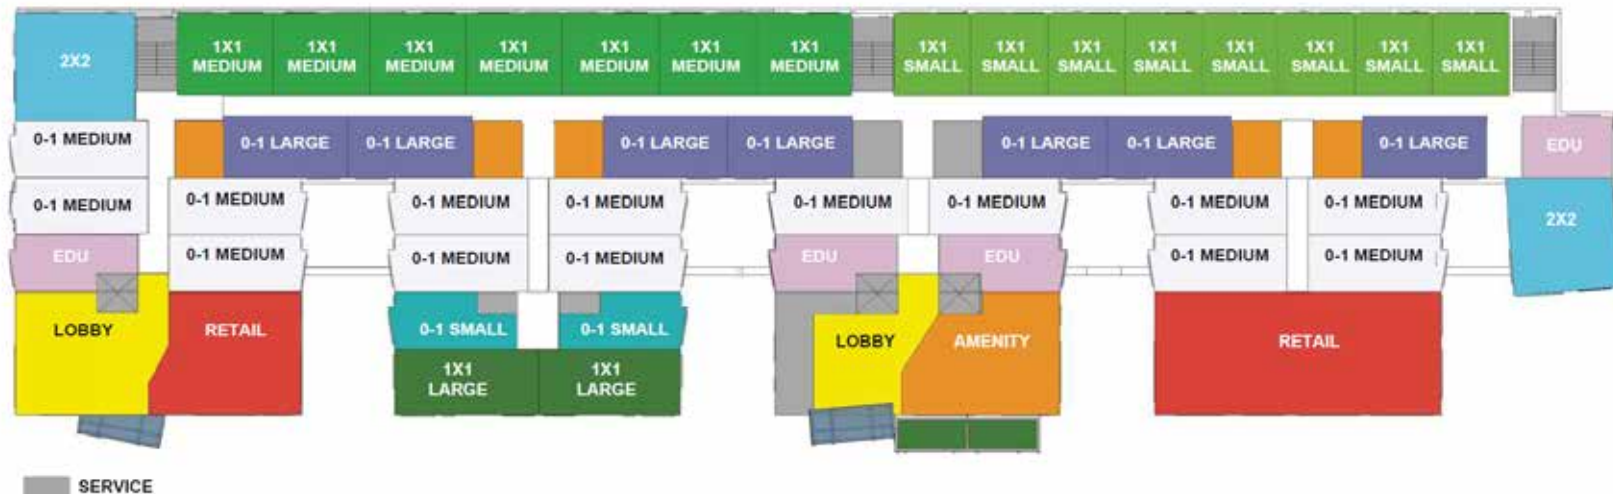 2X2
1X1 MEDIUM
1X1 MEDIUM
1X1 MEDIUM
1X1 MEDIUM
1X1 MEDIUM
1X1 MEDIUM
1X1 MEDIUM
1X1 SMALL
1X1 SMALL
1X1 SMALL
1X1 SMALL
1X1 SMALL
1X1 SMALL
1X1 SMALL
1X1 SMALL
0-1 MEDIUM
0-1 LARGE
0-1 LARGE
0-1 LARGE
0-1 LARGE
0-1 LARGE
0-1 LARGE
0-1 LARGE
EDU
0-1 MEDIUM
0-1 MEDIUM
0-1 MEDIUM
0-1 MEDIUM
0-1 MEDIUM
0-1 MEDIUM
0-1 MEDIUM
0-1 MEDIUM
2X2
EDU
0-1 MEDIUM
0-1 MEDIUM
0-1 MEDIUM
EDU
EDU
0-1 MEDIUM
0-1 MEDIUM
LOBBY
RETAIL
0-1 SMALL
0-1 SMALL
LOBBY
AMENITY
RETAIL
1X1
LARGE
1X1
LARGE
SERVICE